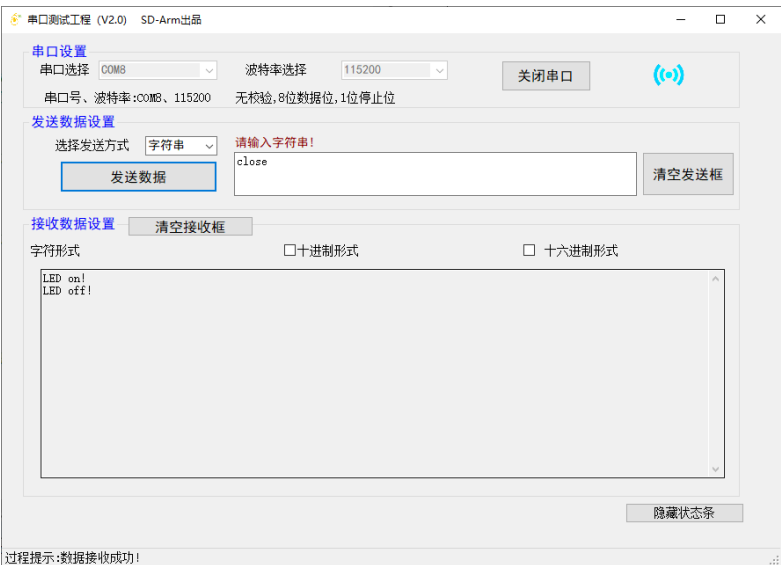 串口测试工程（V2.0） SD-Arm出品
串口设置
串口选择 COM8 波特率选择 115200 关闭串口
串口号、波特率:COM8、115200 无校验,8位数据位,1位停止位
发送数据设置
选择发送方式 字符串 请输入字符串!
发送数据 close 清空发送框
接收数据设置 清空接收框
字符形式 十进制形式 十六进制形式
LED on!
LED off!
隐藏状态条
过程提示:数据接收成功!